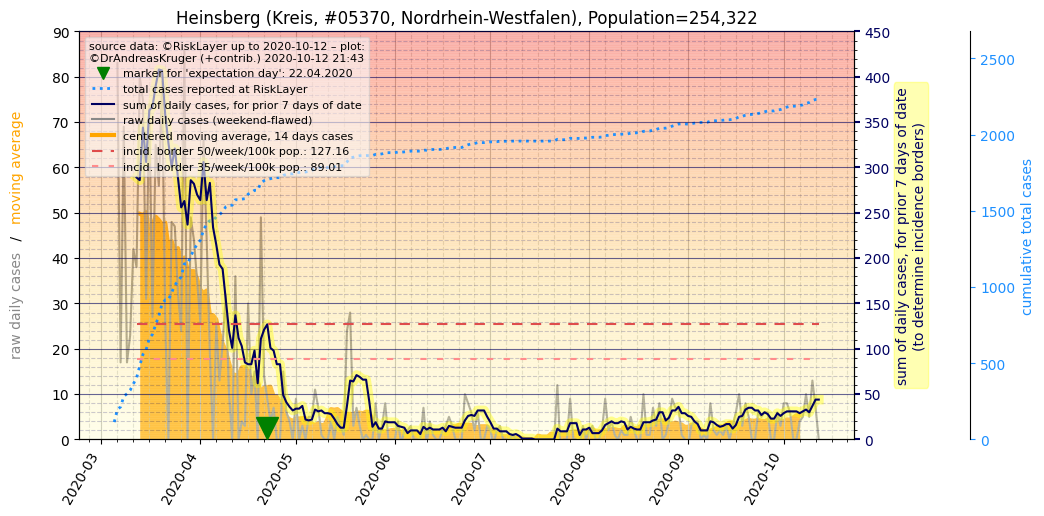 Heinsberg (Kreis, #05370, Nordrhein-Westfalen), Population=254,322
source data: ©RiskLayer up to 2020-10-12 – plot:
©DrAndreasKruger (+contrib.) 2020-10-12 21:43
marker for 'expectation day': 22.04.2020
total cases reported at RiskLayer
sum of daily cases, for prior 7 days of date
raw daily cases (weekend-flawed)
centered moving average, 14 days cases
incid. border 50/week/100k pop.: 127.16
incid. border 35/week/100k pop.: 89.01
raw daily cases / moving average
90
80
70
60
50
40
30
20
10
0
2020-03
2020-04
2020-05
2020-06
2020-07
2020-08
2020-09
2020-10
450
400
350
300
250
200
150
100
50
0
sum of daily cases, for prior 7 days of date
(to determine incidence borders)
2500
2000
1500
1000
500
0
cumulative total cases